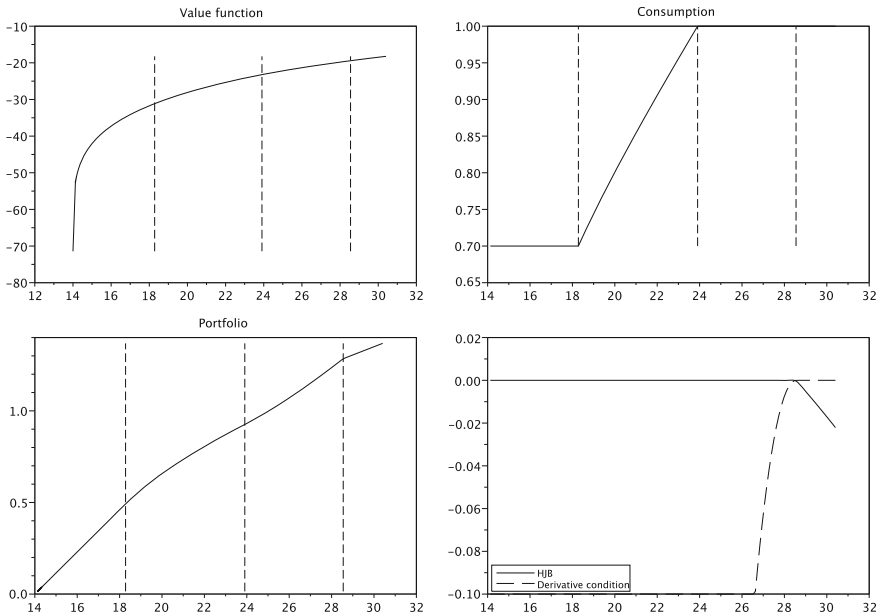 Value function
-10
-20
-30
-40
-50
-60
-70
-80
12 14 16 18 20 22 24 26 28 30 32
Consumption
1.00
0.95
0.90
0.85
0.80
0.75
0.70
0.65
14 16 18 20 22 24 26 28 30 32
Portfolio
1.0
0.5
0.0
14 16 18 20 22 24 26 28 30 32
0.02
0.00
-0.02
-0.04
-0.06
-0.08
-0.10
HJB
Derivative condition
14 16 18 20 22 24 26 28 30 32